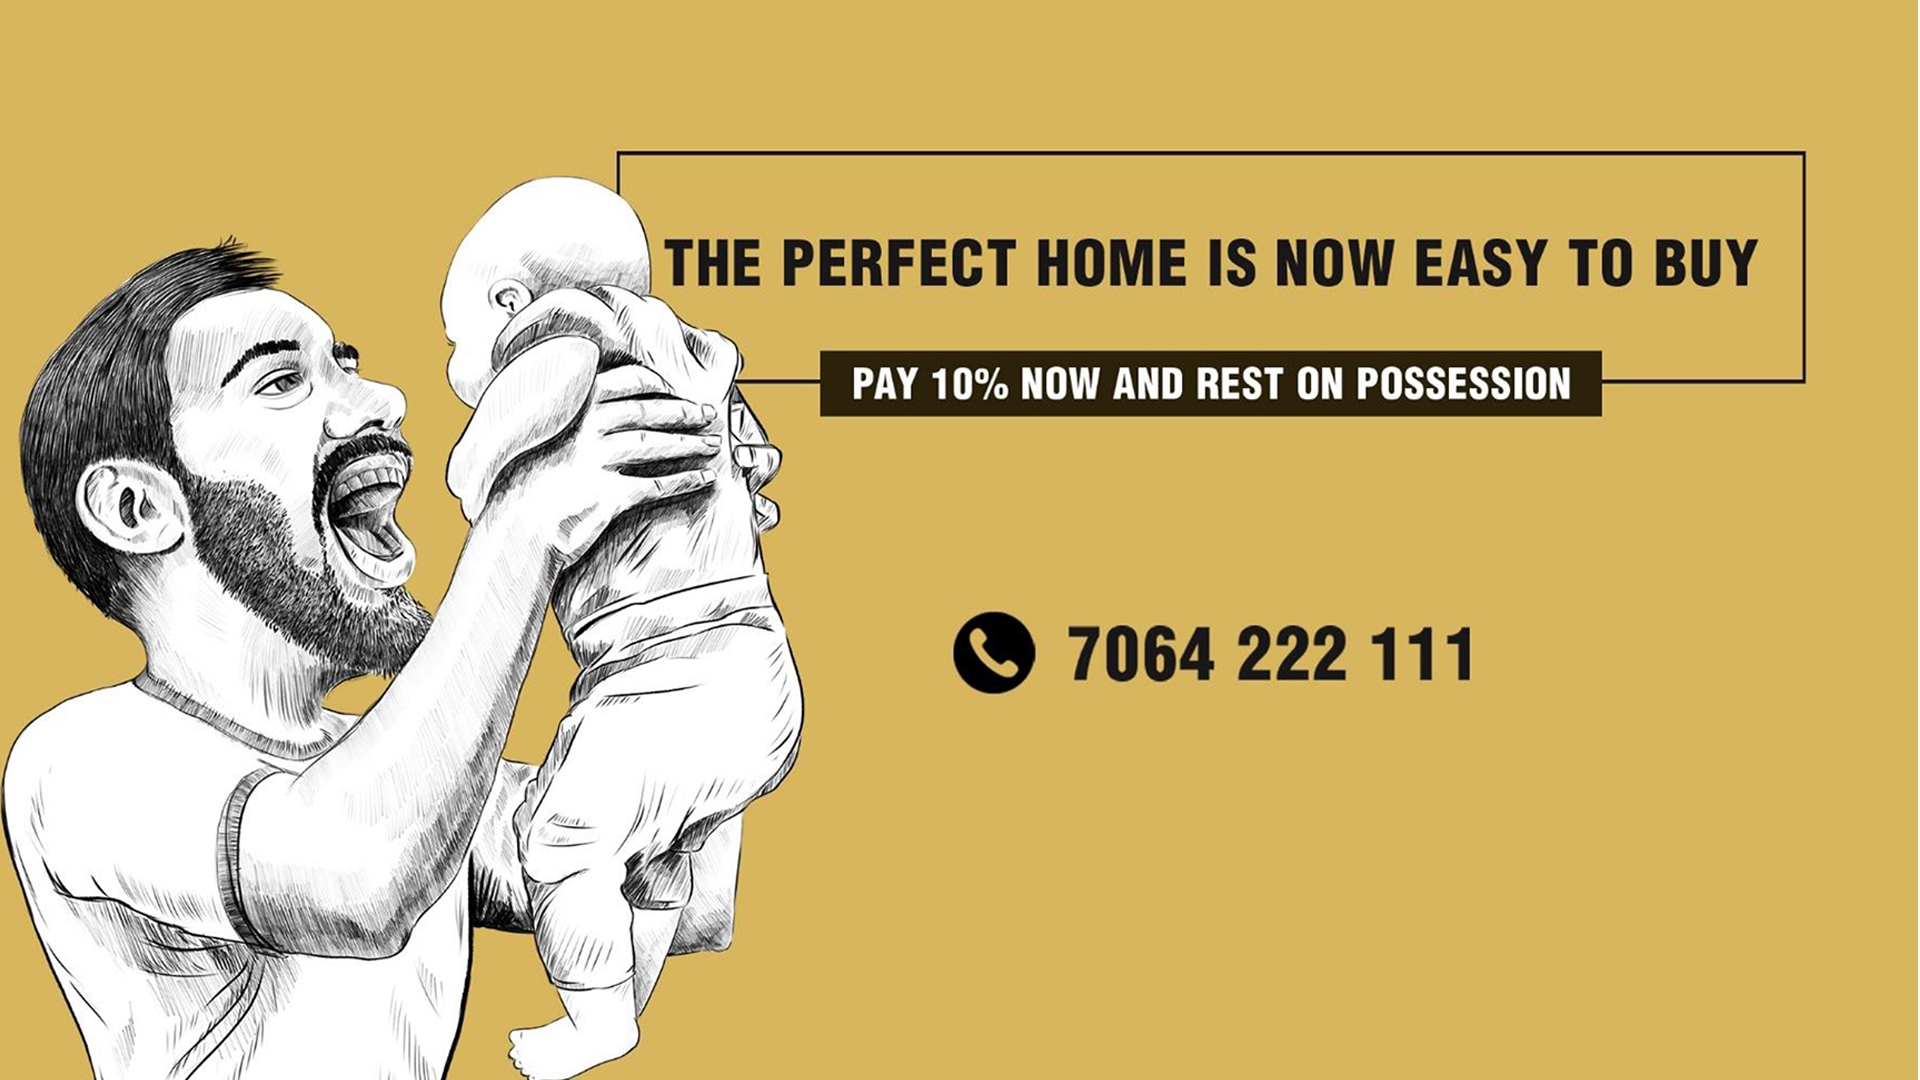 THE PERFECT HOME IS NOW EASY TO BUY
PAY 10% NOW AND REST ON POSSESSION
7064 222 111